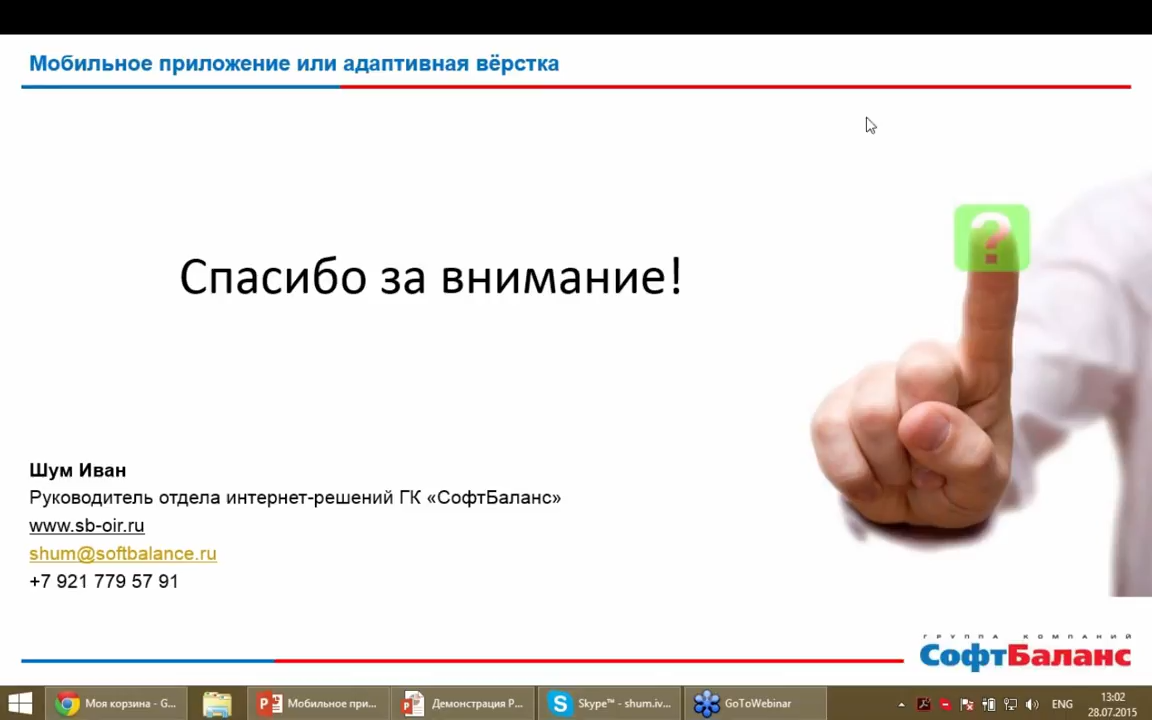 Мобильное приложение или адаптивная вёрстка
?
Спасибо за внимание!
Шум Иван
Руководитель отдела интернет-решений ГК «СофтБаланс»
www.sb-oir.ru
shum@softbalance.ru
+7 921 779 57 91
ГРУППА КОМПАНИЙ
СофтБаланс
Моя корзина - G...
Мобильное при...
Демонстрация P...
Skype™ - shum.iv...
GoToWebinar
ENG
13:02
28.07.2015